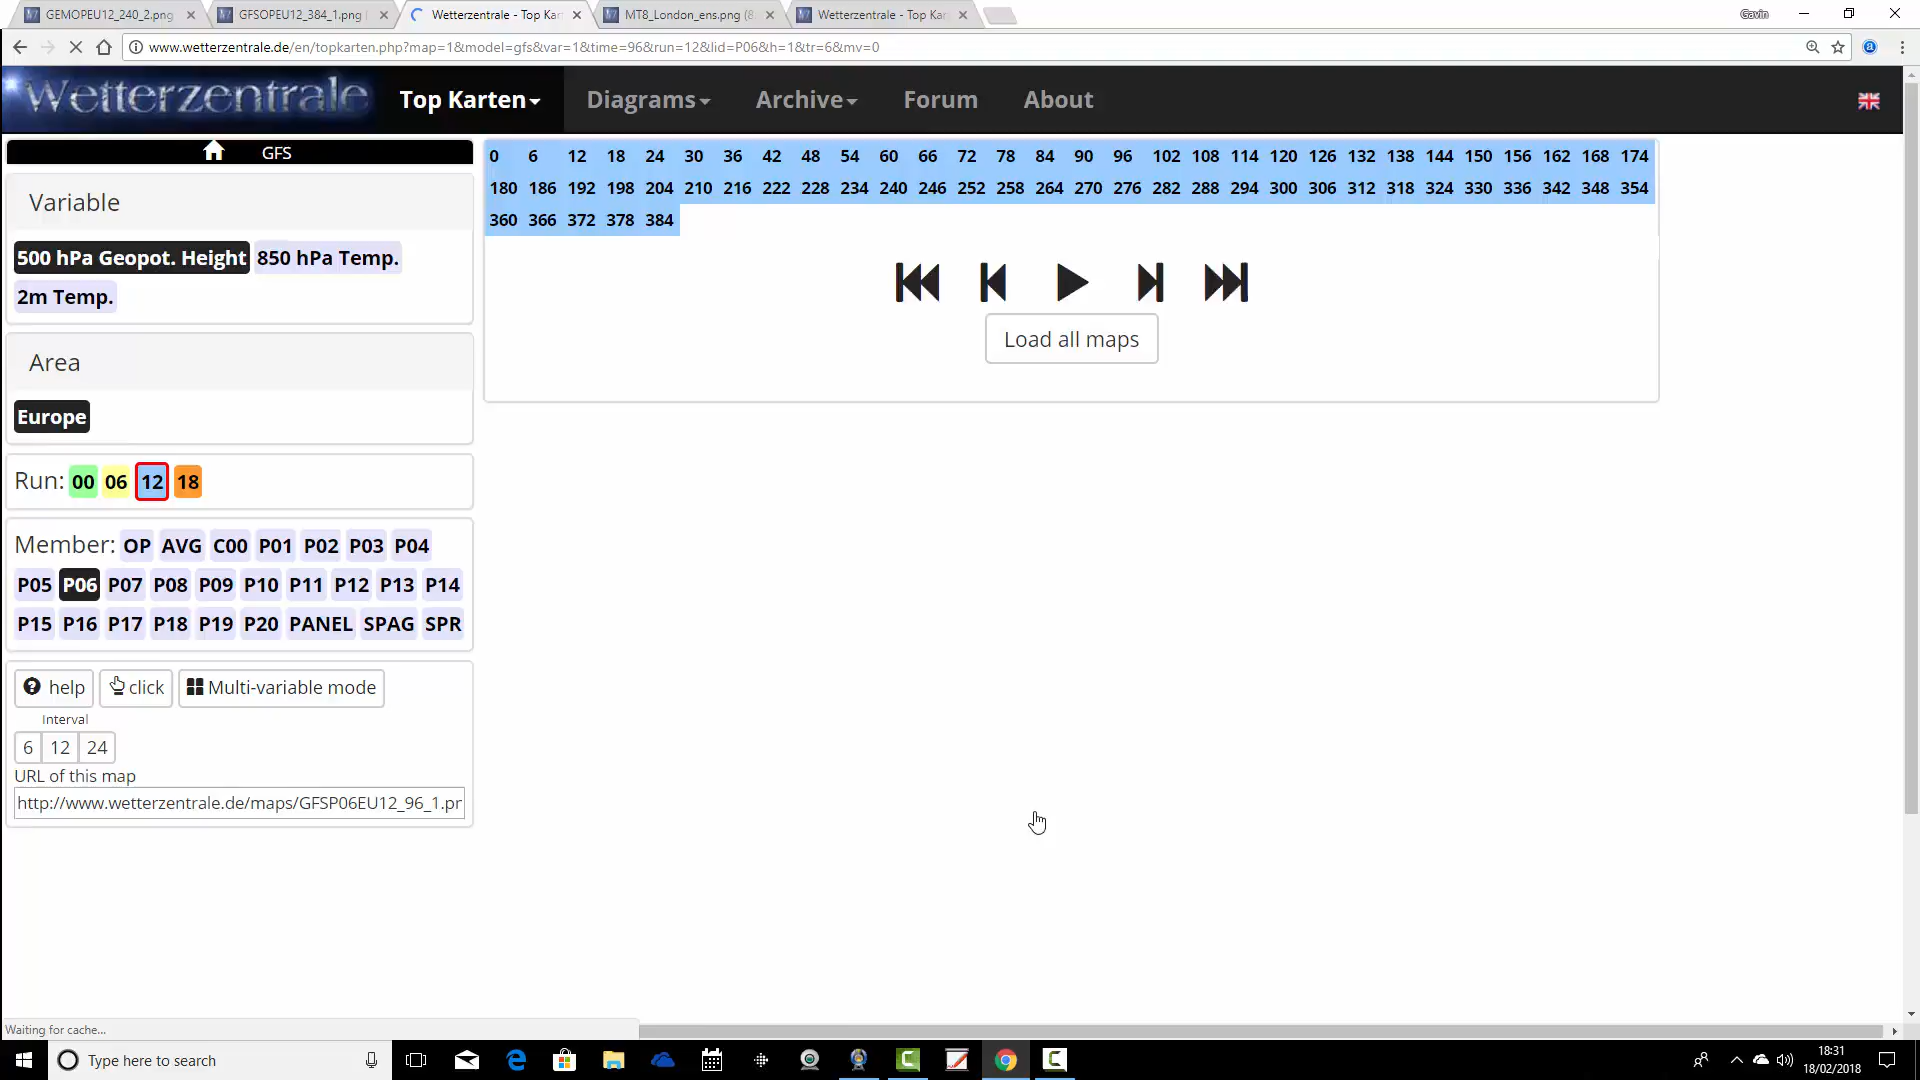 GEMOPEU12_240_2.png
GFSOPEU12_384_1.png
Wetterzentrale - Top Kar
MT8_London_ens.png (8
Wetterzentrale - Top Kar
Gavin
www.wetterzentrale.de/en/topkarten.php?map=1&model=gfs&var=1&time=96&run=12&lid=P06&h=1&tr=6&mv=0
Wetterzentrale Top Karten Diagrams Archive Forum About
GFS
Variable
500 hPa Geopot. Height 850 hPa Temp.
2m Temp.
Area
Europe
Run: 00 06 12 18
Member: OP AVG C00 P01 P02 P03 P04
P05 P06 P07 P08 P09 P10 P11 P12 P13 P14
P15 P16 P17 P18 P19 P20 PANEL SPAG SPR
help click Multi-variable mode
Interval
6 12 24
URL of this map
http://www.wetterzentrale.de/maps/GFSP06EU12_96_1.pr
0 6 12 18 24 30 36 42 48 54 60 66 72 78 84 90 96 102 108 114 120 126 132 138 144 150 156 162 168 174
180 186 192 198 204 210 216 222 228 234 240 246 252 258 264 270 276 282 288 294 300 306 312 318 324 330 336 342 348 354
360 366 372 378 384
Load all maps
Waiting for cache...
Type here to search
18:31
18/02/2018